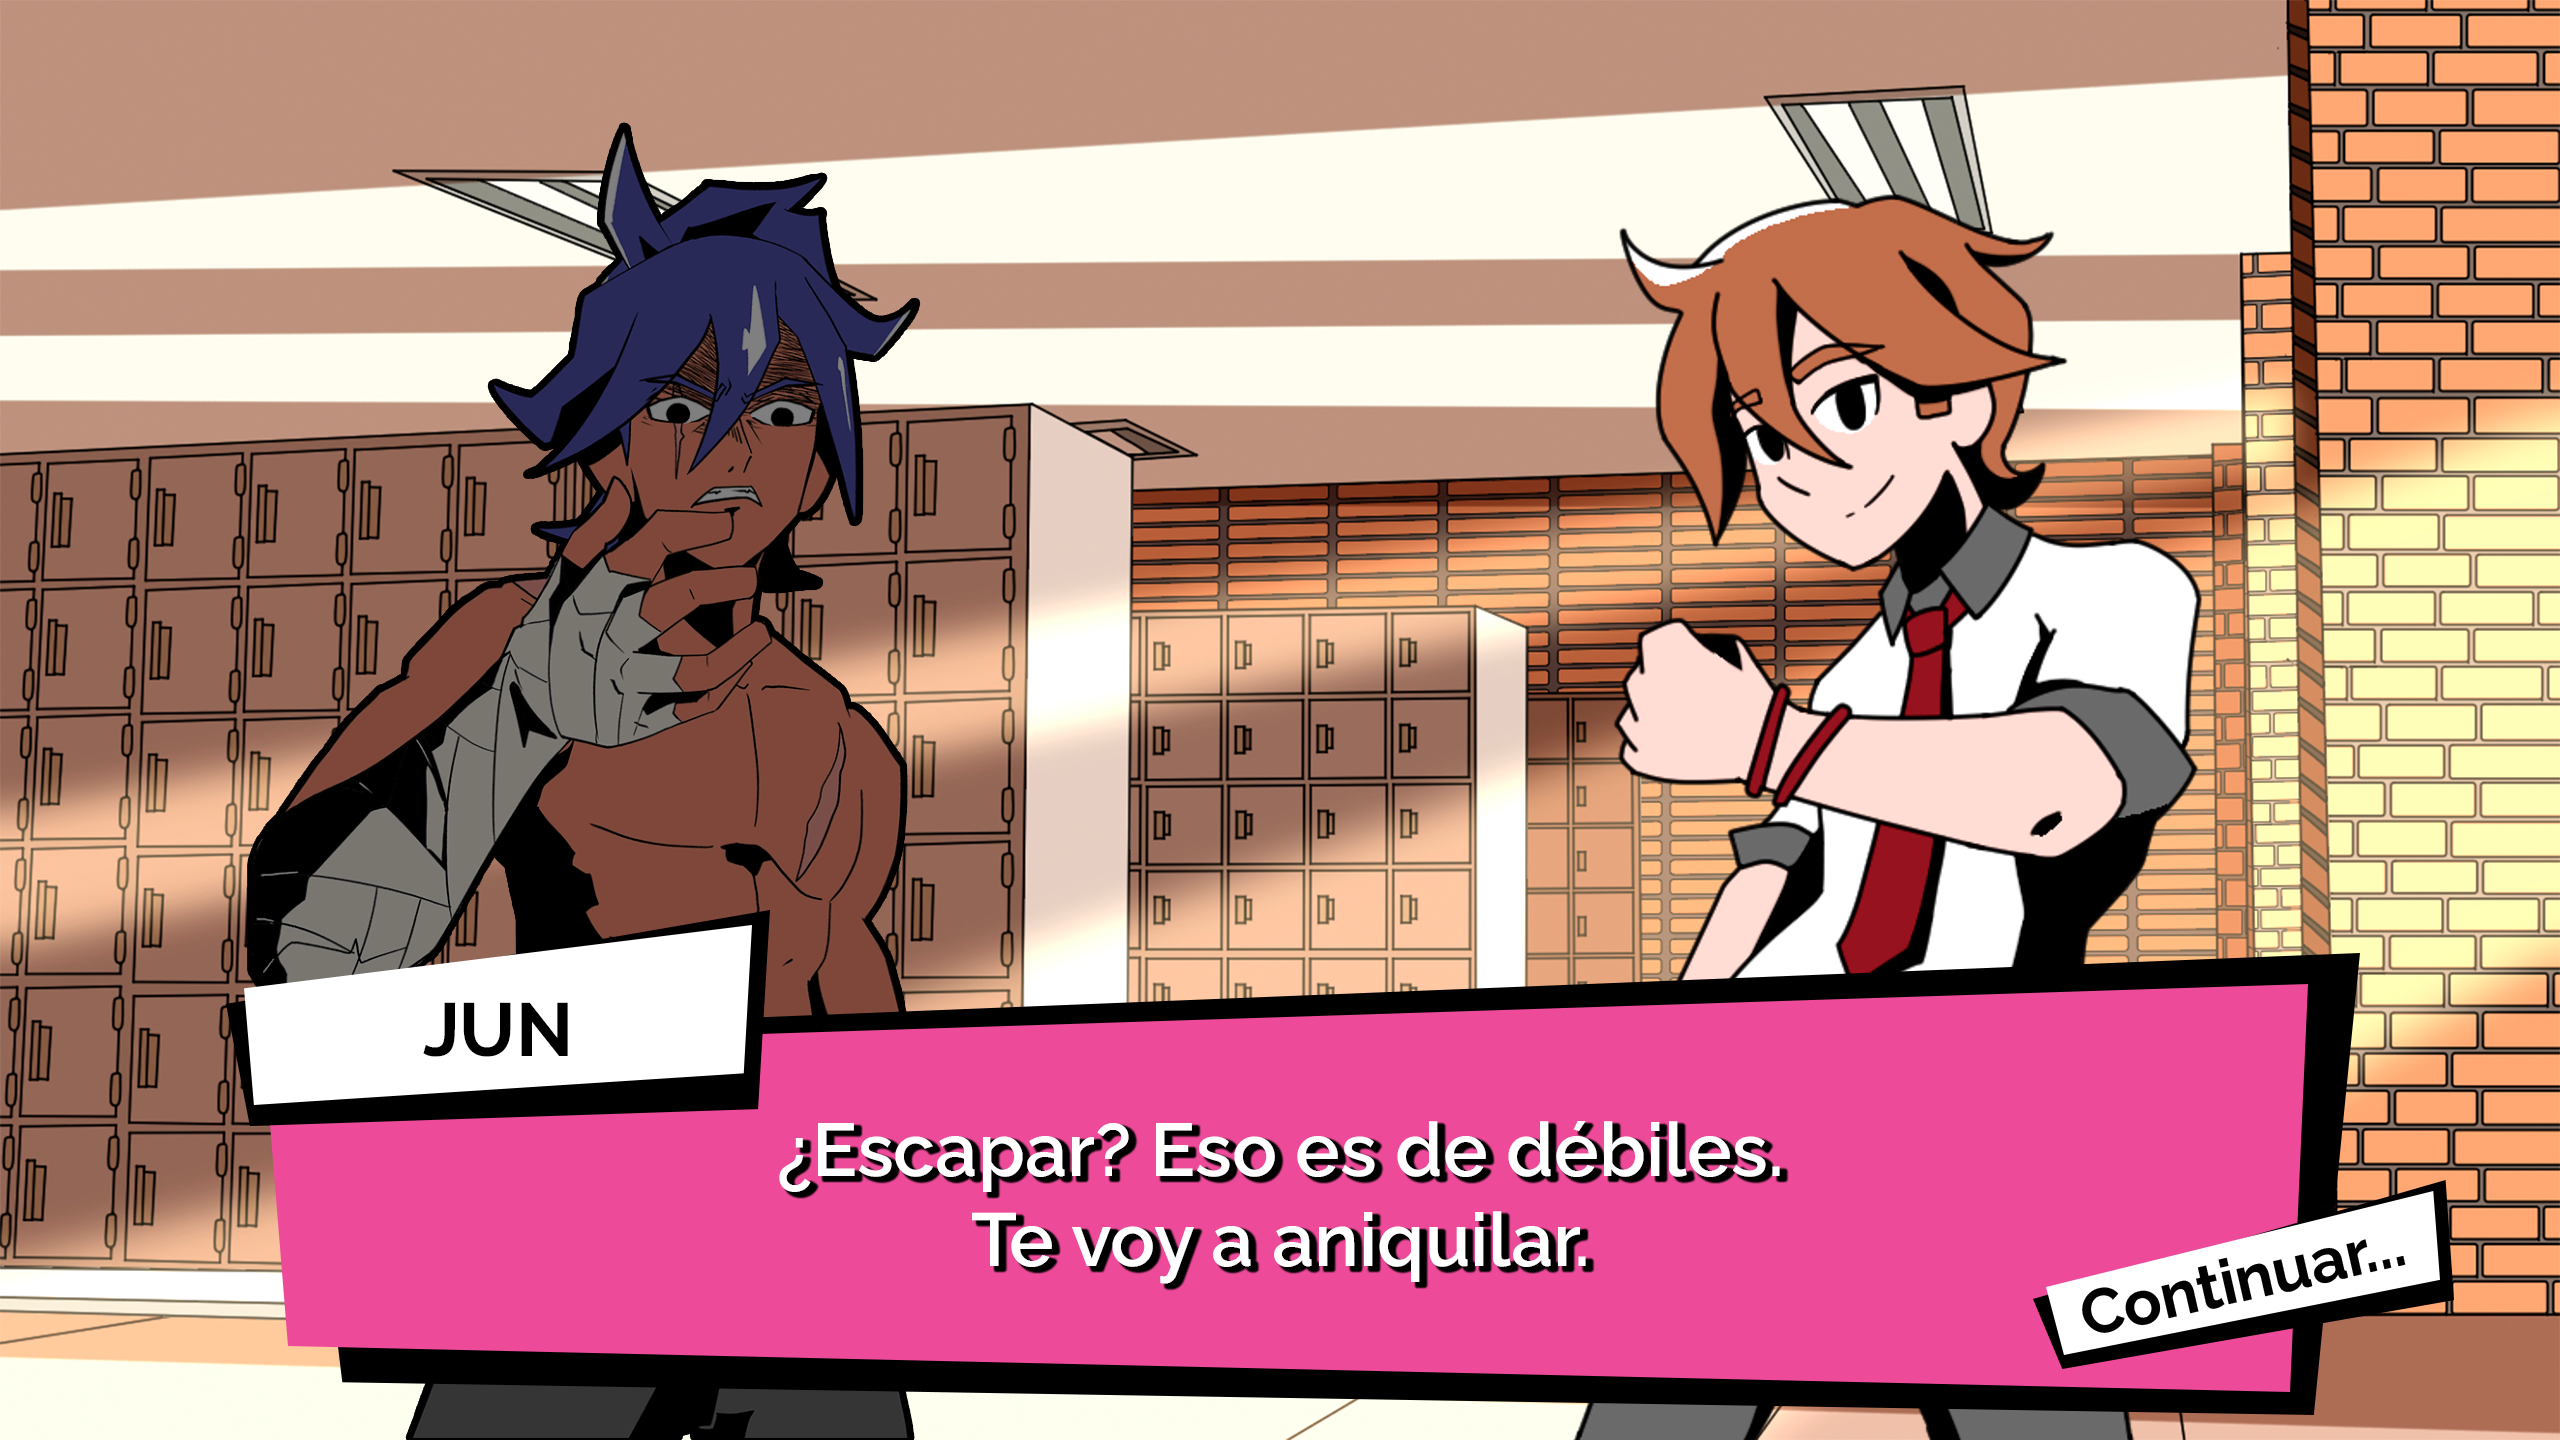 JUN
¿Escapar? Eso es de débiles.
Te voy a aniquilar.
Continuar...